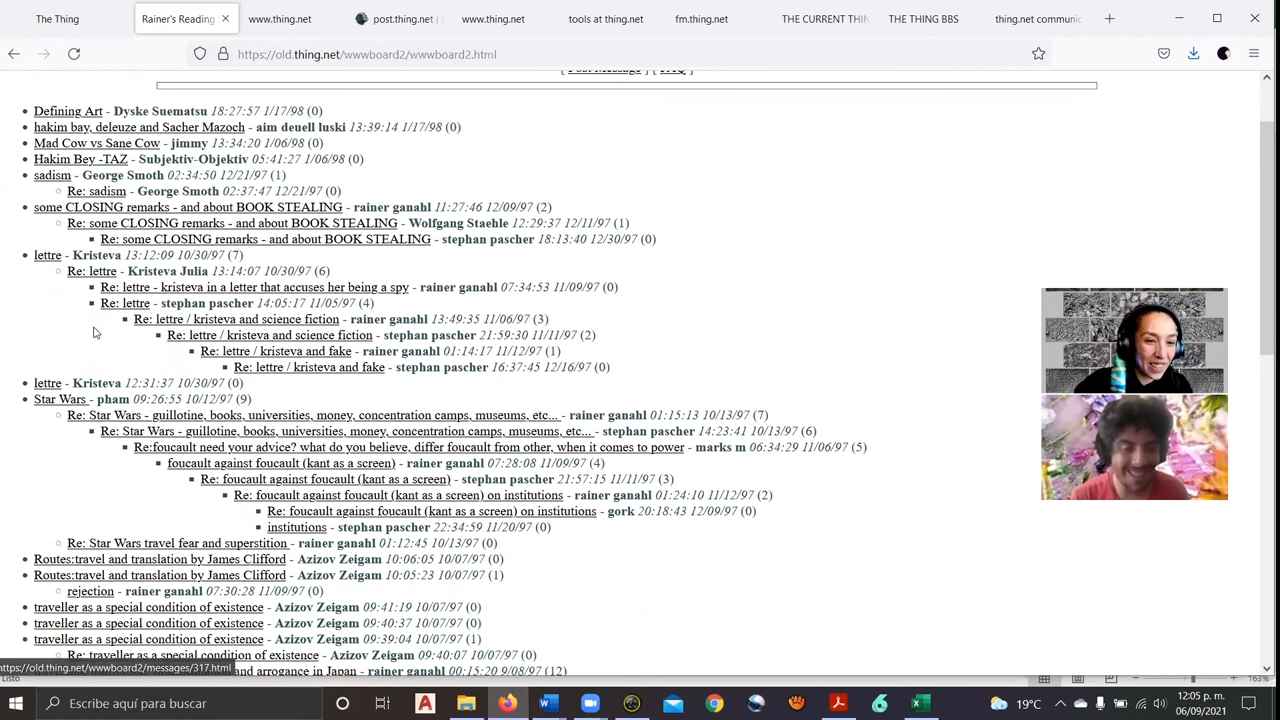 The Thing
Rainer's Reading
www.thing.net
post.thing.net |
www.thing.net
tools at thing.net
fm.thing.net
THE CURRENT THIN
THE THING BBS
thing.net communic
https://old.thing.net/wwwboard2/wwwboard2.html
[ Post Message ] [ FAQ ]
Defining Art - Dyske Suematsu 18:27:57 1/17/98 (0)
hakim bay, deleuze and Sacher Mazoch - aim deuell luski 13:39:14 1/17/98 (0)
Mad Cow vs Sane Cow - jimmy 13:34:20 1/06/98 (0)
Hakim Bey -TAZ - Subjektiv-Objektiv 05:41:27 1/06/98 (0)
sadism - George Smoth 02:34:50 12/21/97 (1)
Re: sadism - George Smoth 02:37:47 12/21/97 (0)
some CLOSING remarks - and about BOOK STEALING - rainer ganahl 11:27:46 12/09/97 (2)
Re: some CLOSING remarks - and about BOOK STEALING - Wolfgang Staehle 12:29:37 12/11/97 (1)
Re: some CLOSING remarks - and about BOOK STEALING - stephan pascher 18:13:40 12/30/97 (0)
lettre - Kristeva 13:12:09 10/30/97 (7)
Re: lettre - Kristeva Julia 13:14:07 10/30/97 (6)
Re: lettre - kristeva in a letter that accuses her being a spy - rainer ganahl 07:34:53 11/09/97 (0)
Re: lettre - stephan pascher 14:05:17 11/05/97 (4)
Re: lettre / kristeva and science fiction - rainer ganahl 13:49:35 11/06/97 (3)
Re: lettre / kristeva and science fiction - stephan pascher 21:59:30 11/11/97 (2)
Re: lettre / kristeva and fake - rainer ganahl 01:14:17 11/12/97 (1)
Re: lettre / kristeva and fake - stephan pascher 16:37:45 12/16/97 (0)
lettre - Kristeva 12:31:37 10/30/97 (0)
Star Wars - pham 09:26:55 10/12/97 (9)
Re: Star Wars - guillotine, books, universities, money, concentration camps, museums, etc... - rainer ganahl 01:15:13 10/13/97 (7)
Re: Star Wars - guillotine, books, universities, money, concentration camps, museums, etc... - stephan pascher 14:23:41 10/13/97 (6)
Re:foucault need your advice? what do you believe, differ foucault from other, when it comes to power - marks m 06:34:29 11/06/97 (5)
foucault against foucault (kant as a screen) - rainer ganahl 07:28:08 11/09/97 (4)
Re: foucault against foucault (kant as a screen) - stephan pascher 21:57:15 11/11/97 (3)
Re: foucault against foucault (kant as a screen) on institutions - rainer ganahl 01:24:10 11/12/97 (2)
Re: foucault against foucault (kant as a screen) on institutions - gork 20:18:43 12/09/97 (0)
institutions - stephan pascher 22:34:59 11/20/97 (0)
Re: Star Wars travel fear and superstition - rainer ganahl 01:12:45 10/13/97 (0)
Routes:travel and translation by James Clifford - Azizov Zeigam 10:06:05 10/07/97 (0)
Routes:travel and translation by James Clifford - Azizov Zeigam 10:05:23 10/07/97 (1)
rejection - rainer ganahl 07:30:28 11/09/97 (0)
traveller as a special condition of existence - Azizov Zeigam 09:41:19 10/07/97 (0)
traveller as a special condition of existence - Azizov Zeigam 09:40:37 10/07/97 (0)
traveller as a special condition of existence - Azizov Zeigam 09:39:04 10/07/97 (1)
Re: traveller as a special condition of existence - Azizov Zeigam 09:40:07 10/07/97 (0)
https://old.thing.net/wwwboard2/messages/317.html
and arrogance in Japan - rainer ganahl 00:15:20 9/08/97 (12)
Listo
163%
Escribe aquí para buscar
19°C
12:05 p. m.
06/09/2021